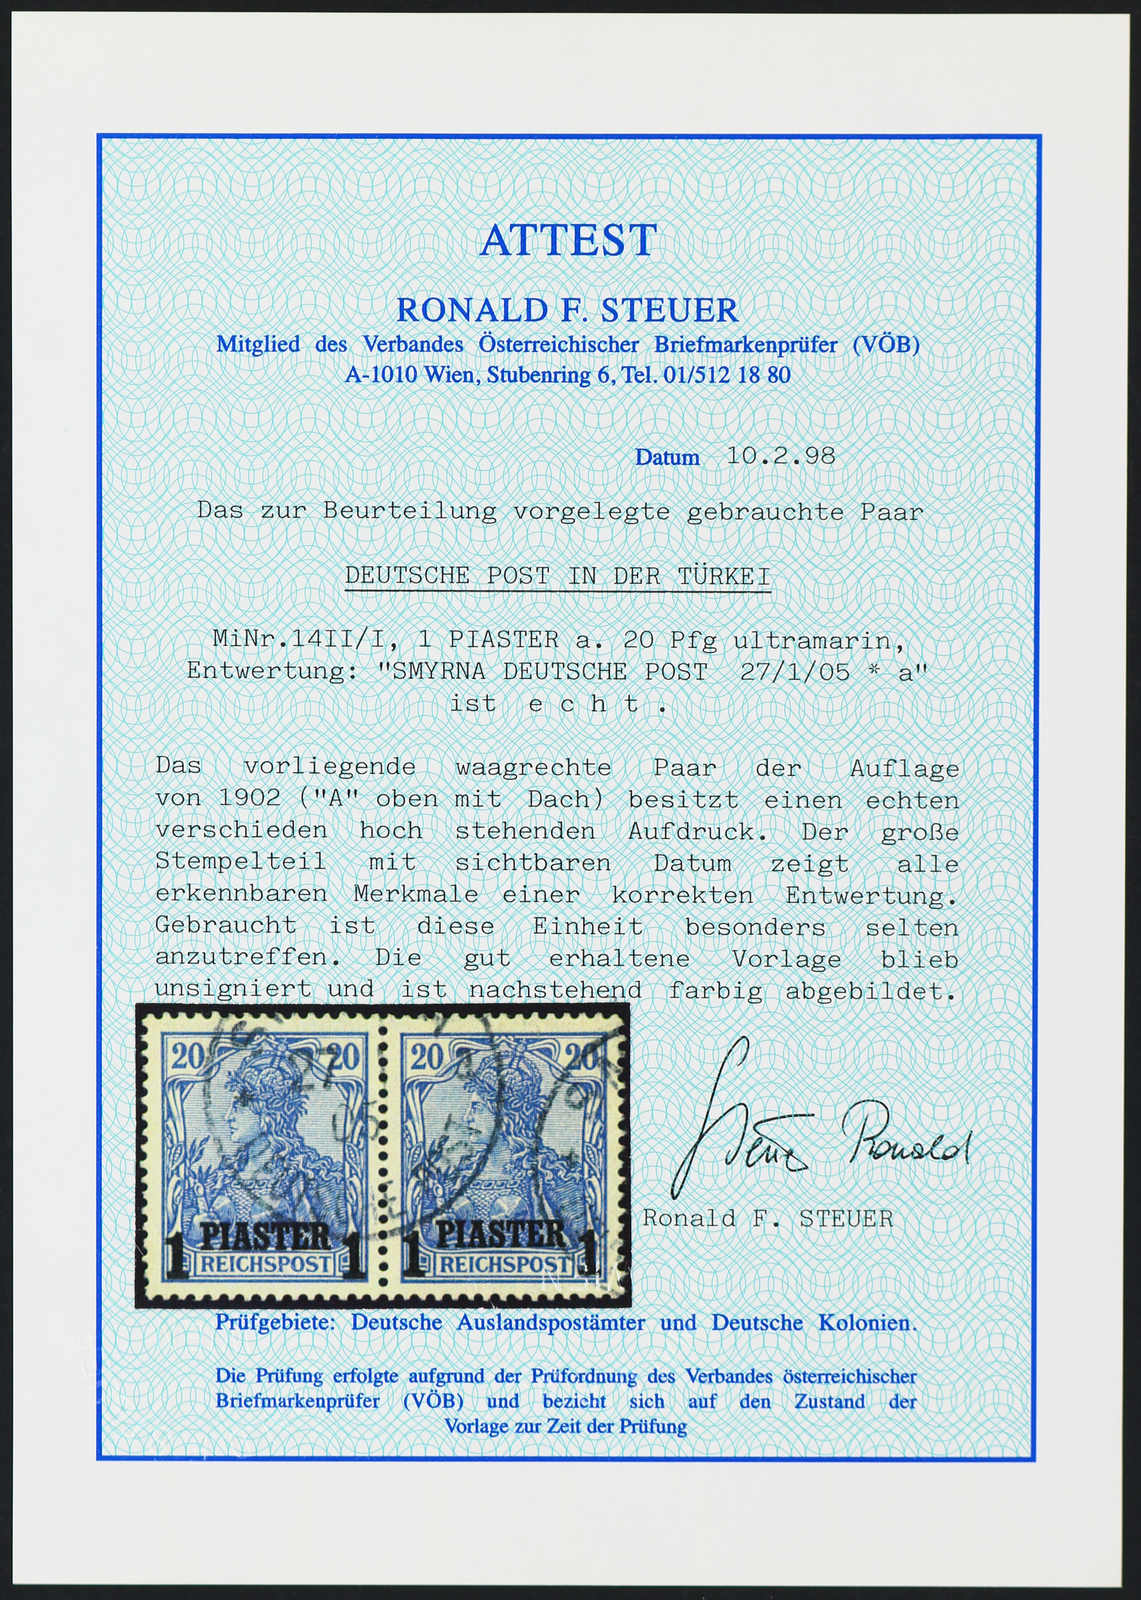 ATTEST
RONALD F. STEUER
Mitglied des Verbandes Österreichischer Briefmarkenprüfer (VÖB)
A-1010 Wien, Stubenring 6, Tel. 01/512 18 80
Datum 10.2.98
Das zur Beurteilung vorgelegte gebrauchte Paar
DEUTSCHE POST IN DER TÜRKEI
MiNr.14II/I, 1 PIASTER a. 20 Pfg ultramarin,
Entwertung: "SMYRNA DEUTSCHE POST 27/1/05 * a"
ist e c h t .
Das vorliegende waagrechte Paar der Auflage
von 1902 ("A" oben mit Dach) besitzt einen echten
verschieden hoch stehenden Aufdruck. Der große
Stempelteil mit sichtbaren Datum zeigt alle
erkennbaren Merkmale einer korrekten Entwertung.
Gebraucht ist diese Einheit besonders selten
anzutreffen. Die gut erhaltene Vorlage blieb
unsigniert und ist nachstehend farbig abgebildet.
20 20 20 20
27
05
1 PIASTER 1 1 PIASTER 1
REICHSPOST REICHSPOST
Steuer Ronald
Ronald F. STEUER
Prüfgebiete: Deutsche Auslandspostämter und Deutsche Kolonien.
Die Prüfung erfolgte aufgrund der Prüfordnung des Verbandes österreichischer
Briefmarkenprüfer (VÖB) und bezicht sich auf den Zustand der
Vorlage zur Zeit der Prüfung